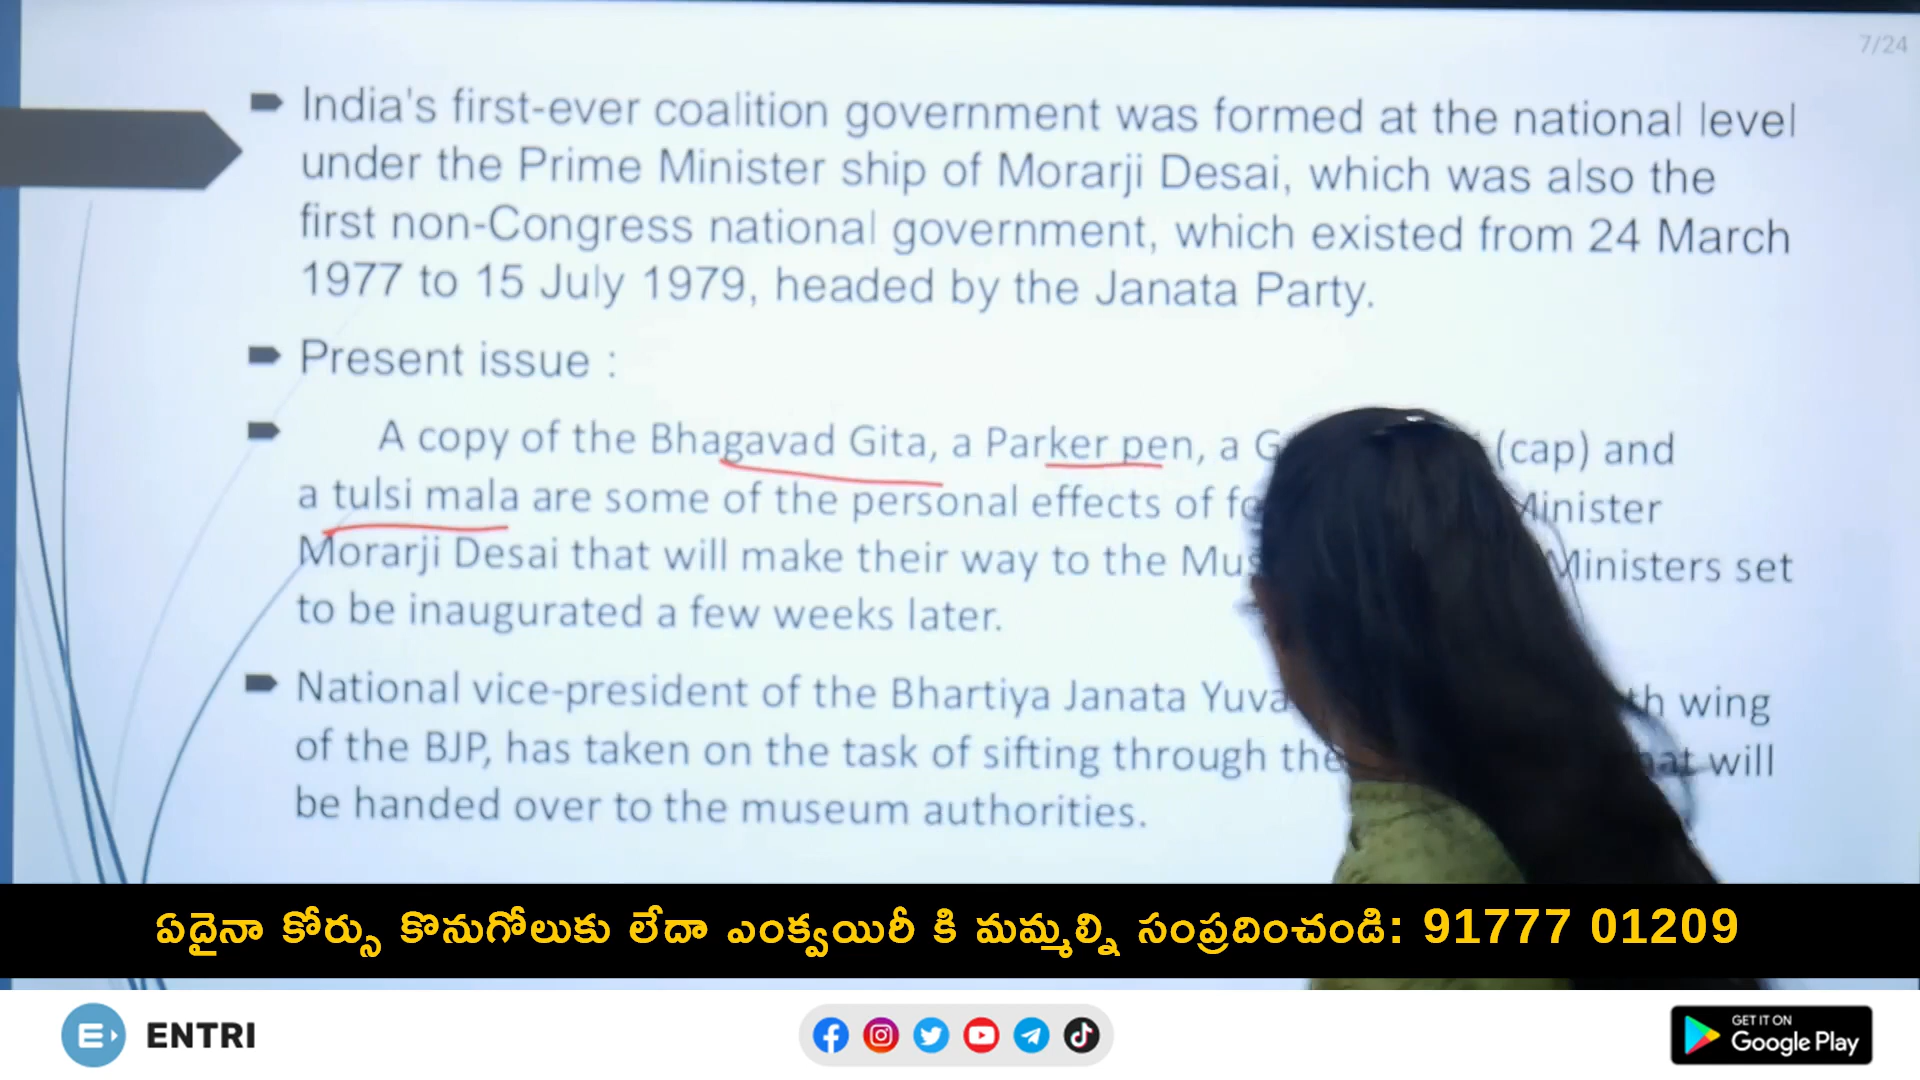 7/24
India's first-ever coalition government was formed at the national level
under the Prime Minister ship of Morarji Desai, which was also the
first non-Congress national government, which existed from 24 March
1977 to 15 July 1979, headed by the Janata Party.
Present issue :
A copy of the Bhagavad Gita, a Parker pen, a (cap) and
a tulsi mala are some of the personal effects of Minister
Morarji Desai that will make their way to the Ministers set
to be inaugurated a few weeks later.
National vice-president of the Bhartiya Janata Yuva wing
of the BJP, has taken on the task of sifting through the will
be handed over to the museum authorities.
ఏదైనా కోర్సు కొనుగోలుకు లేదా ఎంక్వయిరీ కి మమ్మల్ని సంప్రదించండి: 91777 01209
ENTRI
GET IT ON
Google Play